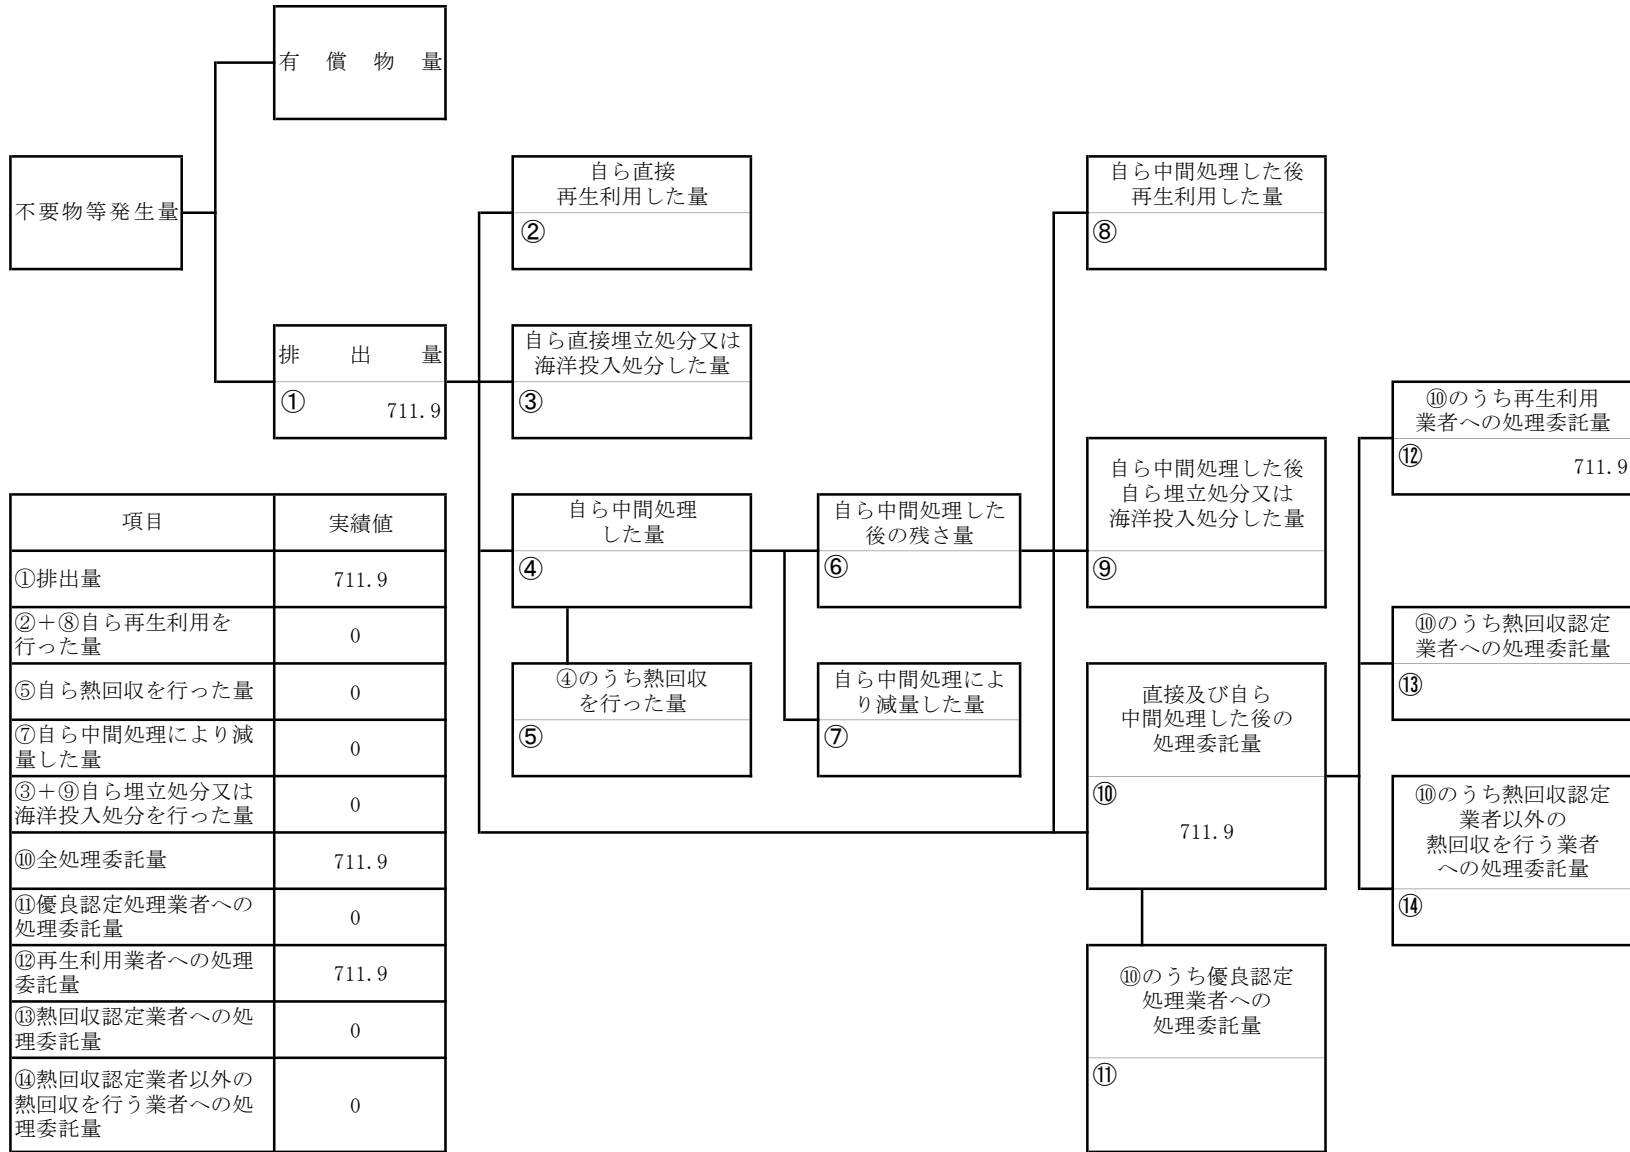 有償物量
不要物等発生量
排出量
①
711.9
自ら直接
再生利用した量
②
自ら直接埋立処分又は
海洋投入処分した量
③
自ら中間処理
した量
④
④のうち熱回収
を行った量
⑤
自ら中間処理した
後の残さ量
⑥
自ら中間処理によ
り減量した量
⑦
自ら中間処理した後
再生利用した量
⑧
自ら中間処理した後
自ら埋立処分又は
海洋投入処分した量
⑨
直接及び自ら
中間処理した後の
処理委託量
⑩
711.9
⑩のうち優良認定
処理業者への
処理委託量
⑪
⑩のうち再生利用
業者への処理委託量
⑫
711.9
⑩のうち熱回収認定
業者への処理委託量
⑬
⑩のうち熱回収認定
業者以外の
熱回収を行う業者
への処理委託量
⑭
項目 実績値
①排出量 711.9
②＋⑧自ら再生利用を
行った量 0
⑤自ら熱回収を行った量 0
⑦自ら中間処理により減
量した量 0
③＋⑨自ら埋立処分又は
海洋投入処分を行った量 0
⑩全処理委託量 711.9
⑪優良認定処理業者への
処理委託量 0
⑫再生利用業者への処理
委託量 711.9
⑬熱回収認定業者への処
理委託量 0
⑭熱回収認定業者以外の
熱回収を行う業者への処
理委託量 0